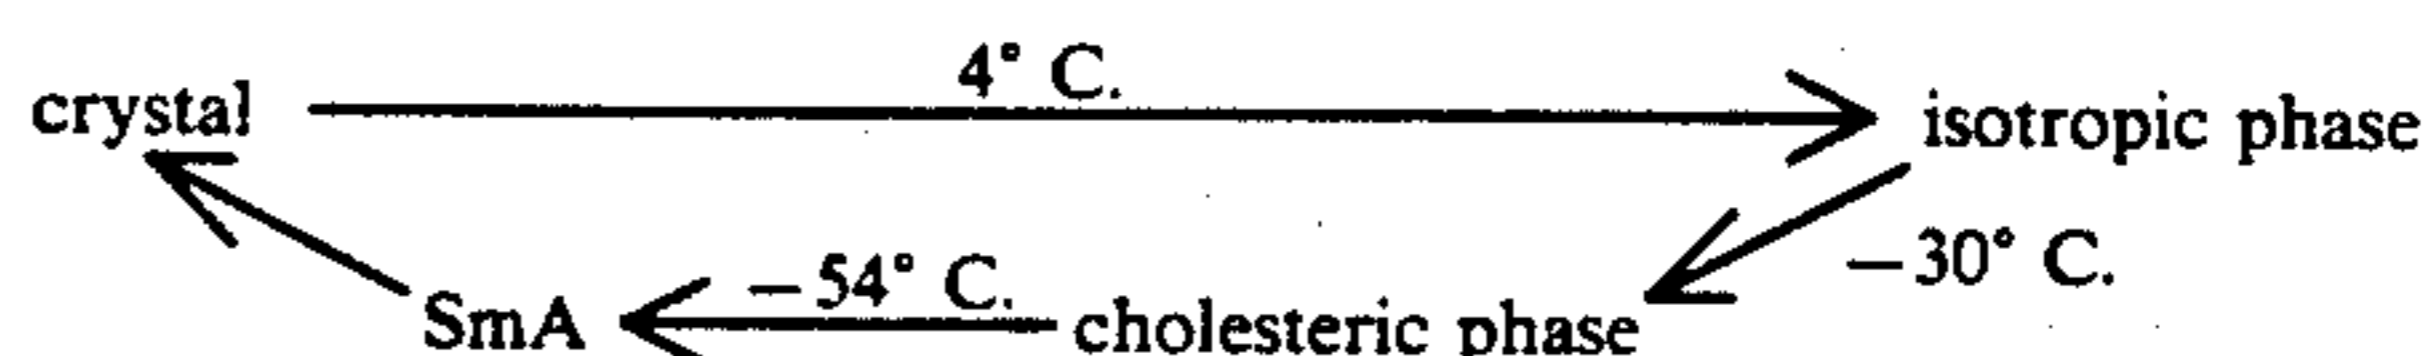 4° C.
crystal isotropic phase
−30° C.
−54° C.
SmA cholesteric phase